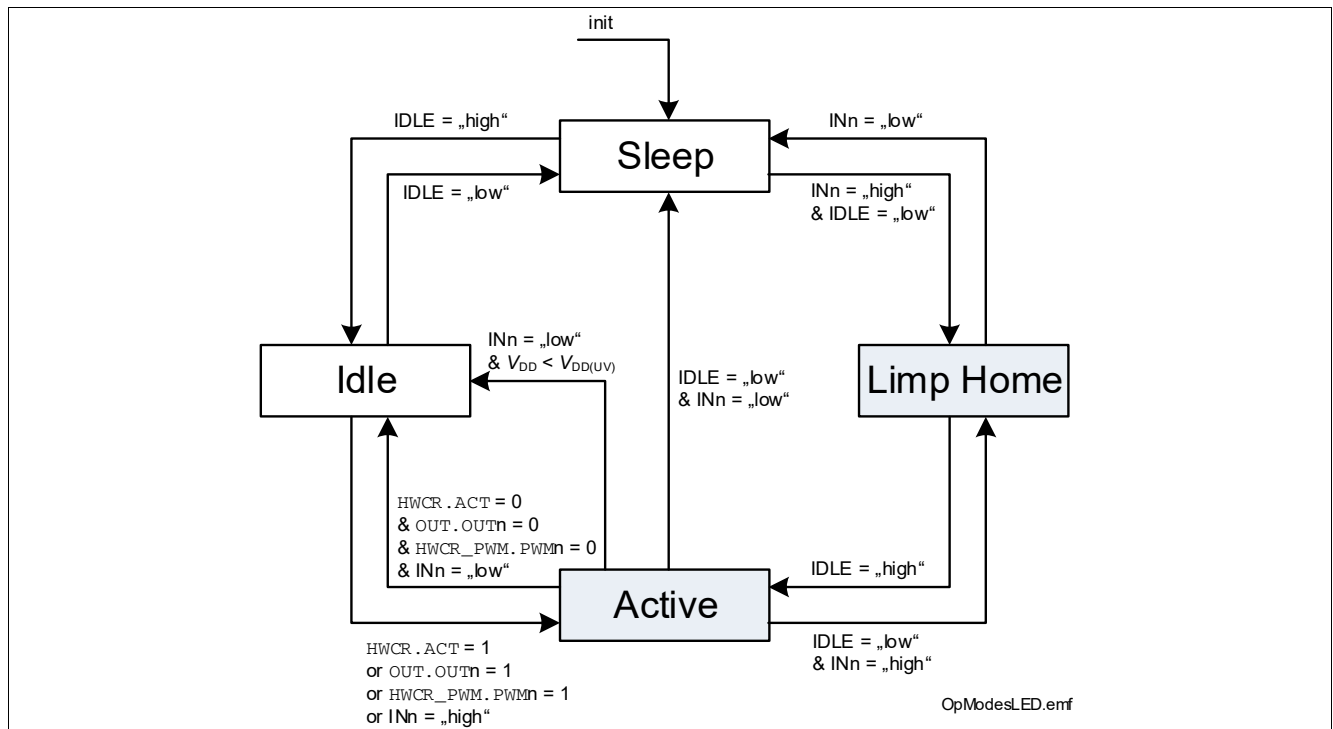 init
IDLE = „high“
INn = „low“
Sleep
IDLE = „low“
INn = „high“
& IDLE = „low“
INn = „low“
& VDD < VDD(UV)
Idle
IDLE = „low“
& INn = „low“
Limp Home
HWCR.ACT = 0
& OUT.OUTn = 0
& HWCR_PWM.PWMn = 0
& INn = „low“
IDLE = „high“
Active
HWCR.ACT = 1
or OUT.OUTn = 1
or HWCR_PWM.PWMn = 1
or INn = „high“
IDLE = „low“
& INn = „high“
OpModesLED.emf